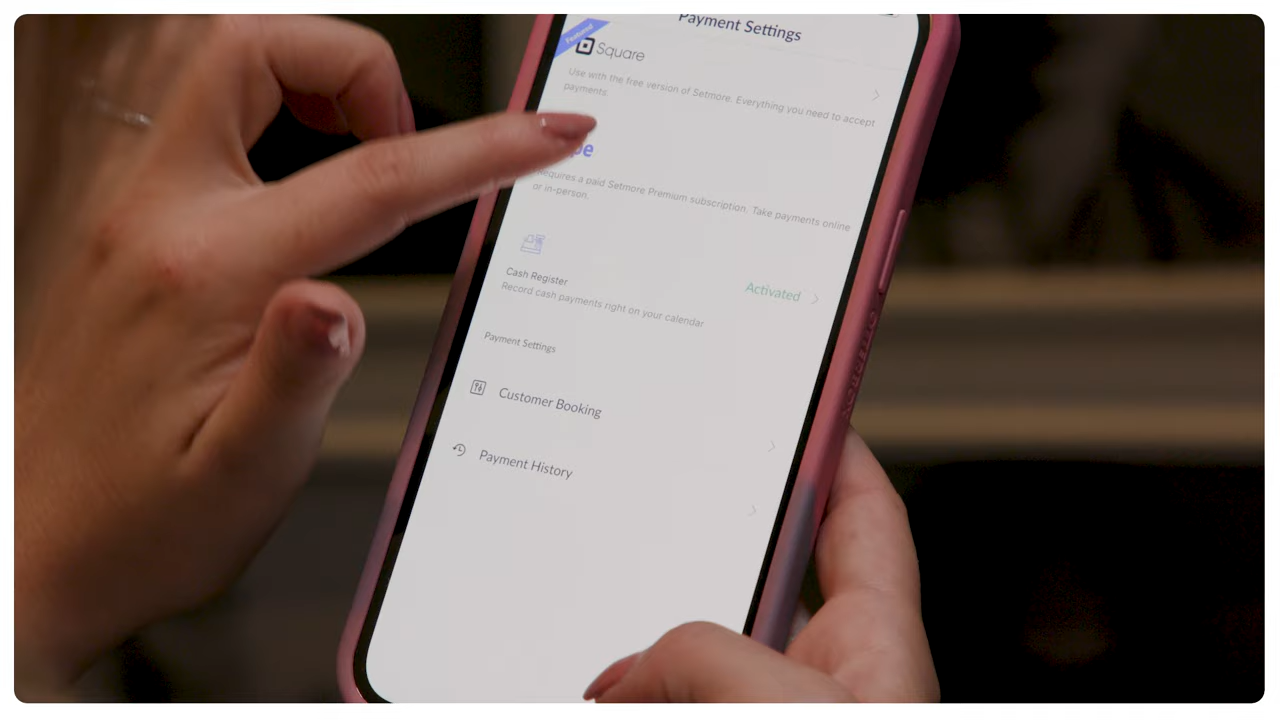 Payment Settings
Featured
Square
Use with the free version of Setmore. Everything you need to accept
payments.
pe
Requires a paid Setmore Premium subscription. Take payments online
or in-person.
Cash Register
Activated
Record cash payments right on your calendar
Payment Settings
Customer Booking
Payment History